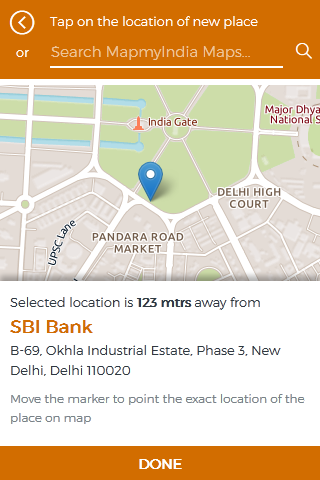 Tap on the location of new place
or Search MapmyIndia Maps...
India Gate
Major Dhya
National S
DELHI HIGH
COURT
UPSC Lane
PANDARA ROAD
MARKET
Selected location is 123 mtrs away from
SBI Bank
B-69, Okhla Industrial Estate, Phase 3, New
Delhi, Delhi 110020
Move the marker to point the exact location of the
place on map
DONE